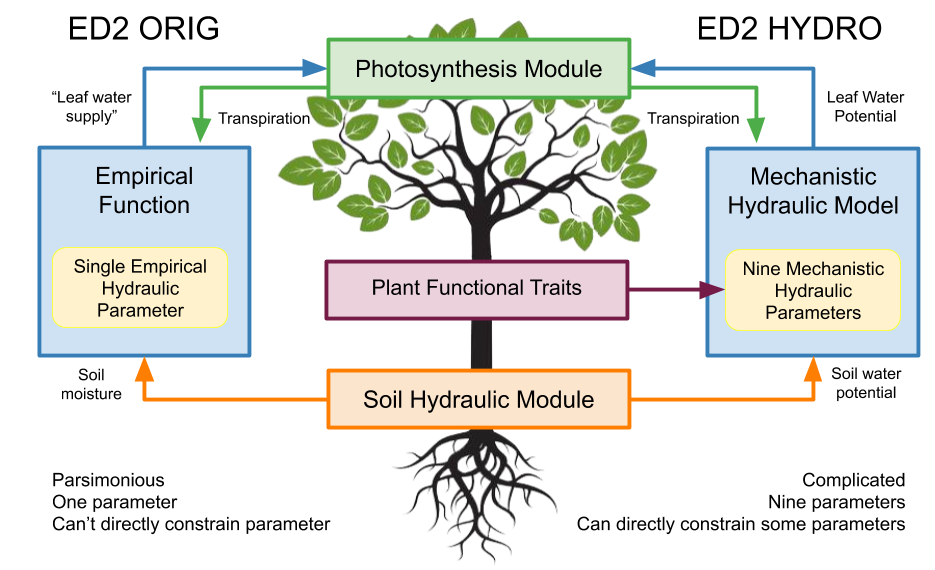 ED2 ORIG
ED2 HYDRO
Photosynthesis Module
“Leaf water
supply”
Transpiration
Transpiration
Leaf Water
Potential
Empirical
Function
Mechanistic
Hydraulic Model
Single Empirical
Hydraulic
Parameter
Plant Functional Traits
Nine Mechanistic
Hydraulic
Parameters
Soil
moisture
Soil Hydraulic Module
Soil water
potential
Parsimonious
One parameter
Can’t directly constrain parameter
Complicated
Nine parameters
Can directly constrain some parameters